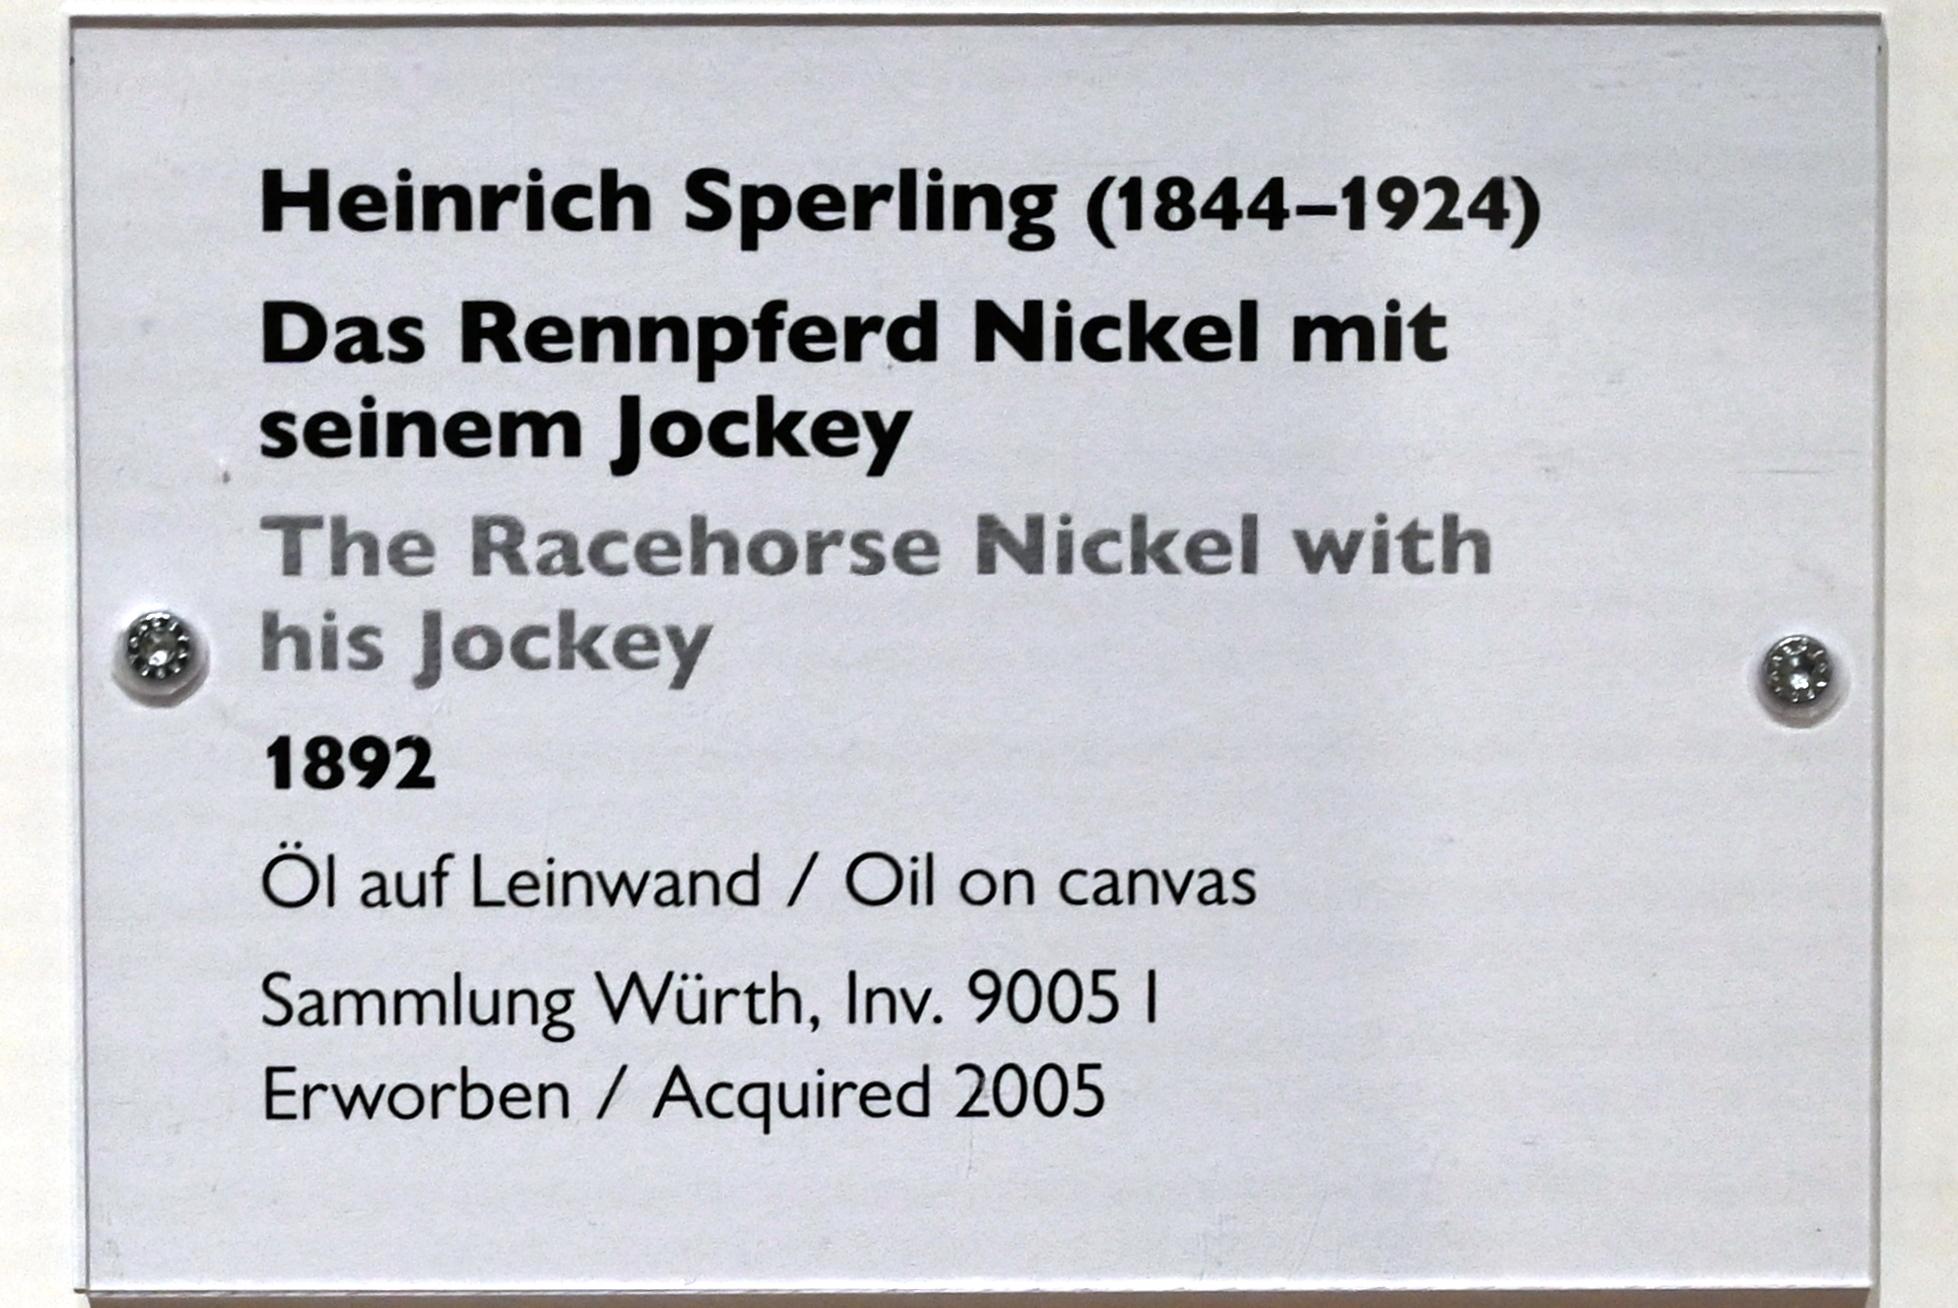 Heinrich Sperling (1844–1924)
Das Rennpferd Nickel mit
seinem Jockey
The Racehorse Nickel with
his Jockey
1892
Öl auf Leinwand / Oil on canvas
Sammlung Würth, Inv. 9005 I
Erworben / Acquired 2005